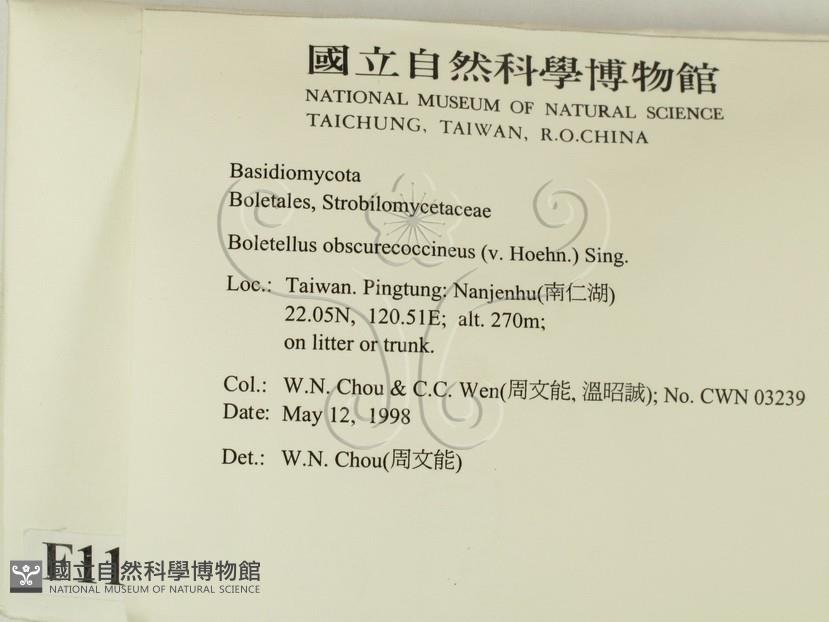 國立自然科學博物館
NATIONAL MUSEUM OF NATURAL SCIENCE
TAICHUNG, TAIWAN, R.O.CHINA
Basidiomycota
Boletales, Strobilomycetaceae
Boletellus obscurecoccineus (v. Hoehn.) Sing.
Loc.: Taiwan. Pingtung: Nanjenhu(南仁湖)
22.05N, 120.51E; alt. 270m;
on litter or trunk.
Col.: W.N. Chou & C.C. Wen(周文能, 溫昭誠); No. CWN 03239
Date: May 12, 1998
Det.: W.N. Chou(周文能)
國立自然科學博物館
NATIONAL MUSEUM OF NATURAL SCIENCE